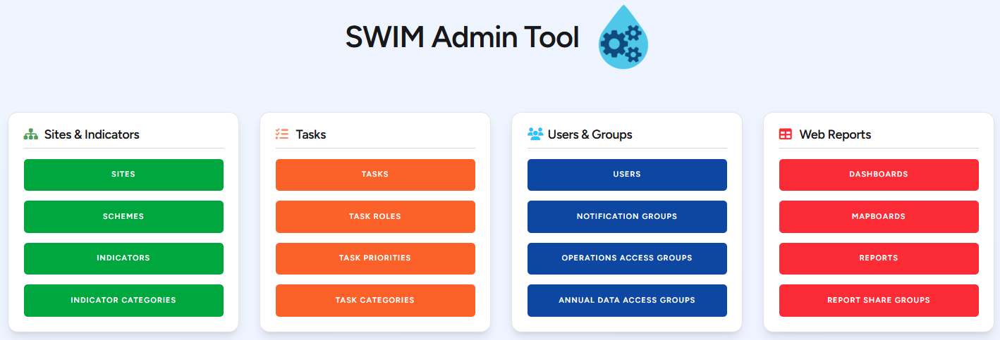 SWIM Admin Tool
Sites & Indicators
SITES
SCHEMES
INDICATORS
INDICATOR CATEGORIES
Tasks
TASKS
TASK ROLES
TASK PRIORITIES
TASK CATEGORIES
Users & Groups
USERS
NOTIFICATION GROUPS
OPERATIONS ACCESS GROUPS
ANNUAL DATA ACCESS GROUPS
Web Reports
DASHBOARDS
MAPBOARDS
REPORTS
REPORT SHARE GROUPS